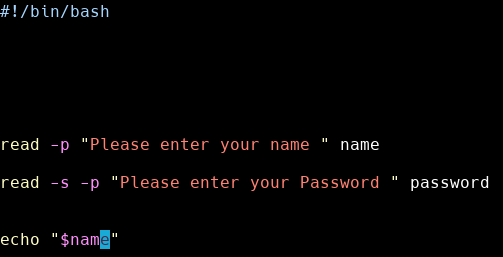 #!/bin/bash
read -p "Please enter your name " name
read -s -p "Please enter your Password " password
echo "$name"